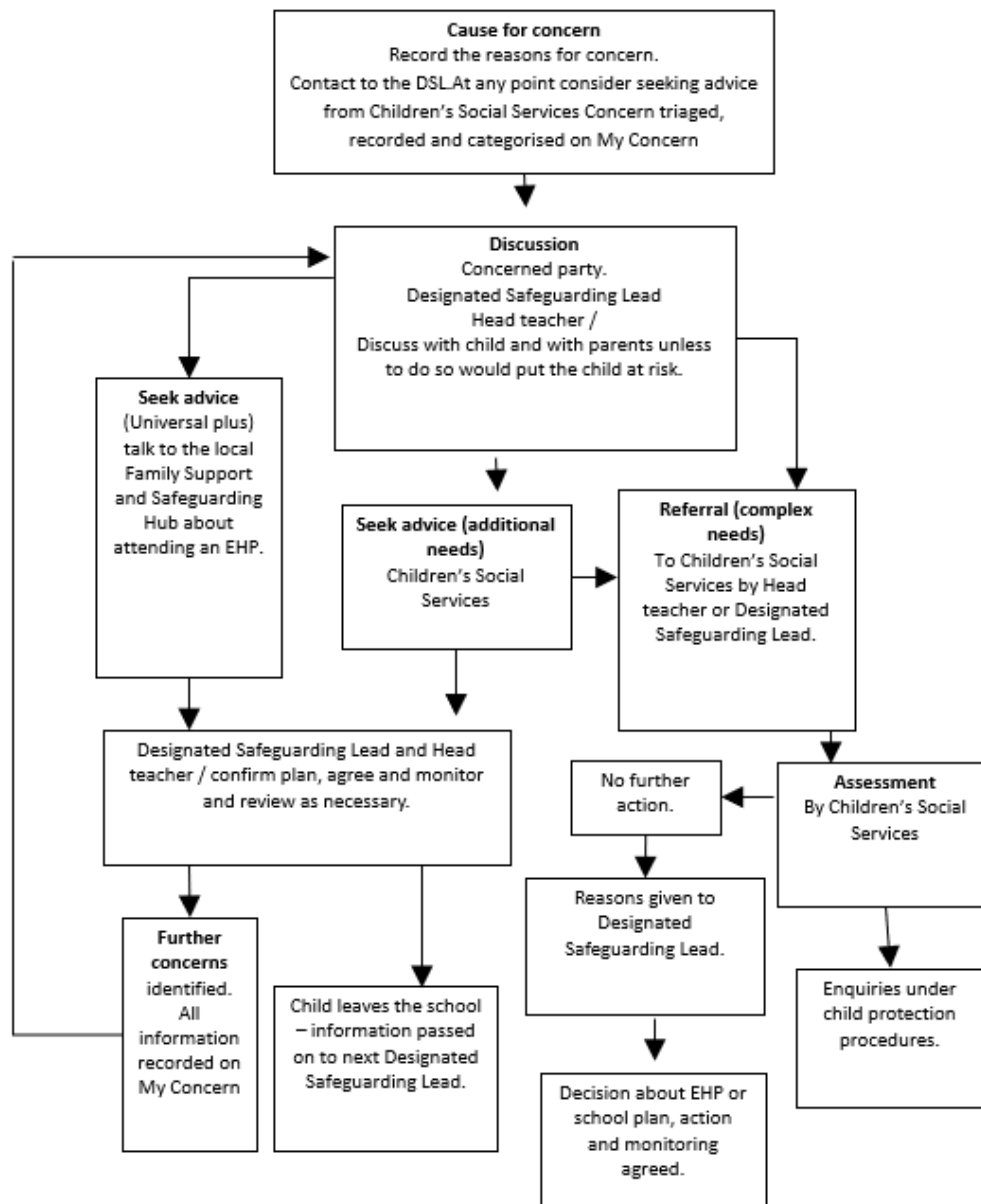 Cause for concern
Record the reasons for concern.
Contact to the DSL.At any point consider seeking advice
from Children's Social Services Concern triaged,
recorded and categorised on My Concern
Discussion
Concerned party.
Designated Safeguarding Lead
Head teacher /
Discuss with child and with parents unless
to do so would put the child at risk.
Seek advice
(Universal plus)
talk to the local
Family Support
and Safeguarding
Hub about
attending an EHP.
Seek advice (additional
needs)
Children's Social
Services
Referral (complex
needs)
To Children's Social
Services by Head
teacher or Designated
Safeguarding Lead.
Designated Safeguarding Lead and Head
teacher / confirm plan, agree and monitor
and review as necessary.
No further
action.
Assessment
By Children's Social
Services
Reasons given to
Designated
Safeguarding Lead.
Further
concerns
identified.
All
information
recorded on
My Concern
Child leaves the school
– information passed
on to next Designated
Safeguarding Lead.
Enquiries under
child protection
procedures.
Decision about EHP or
school plan, action
and monitoring
agreed.